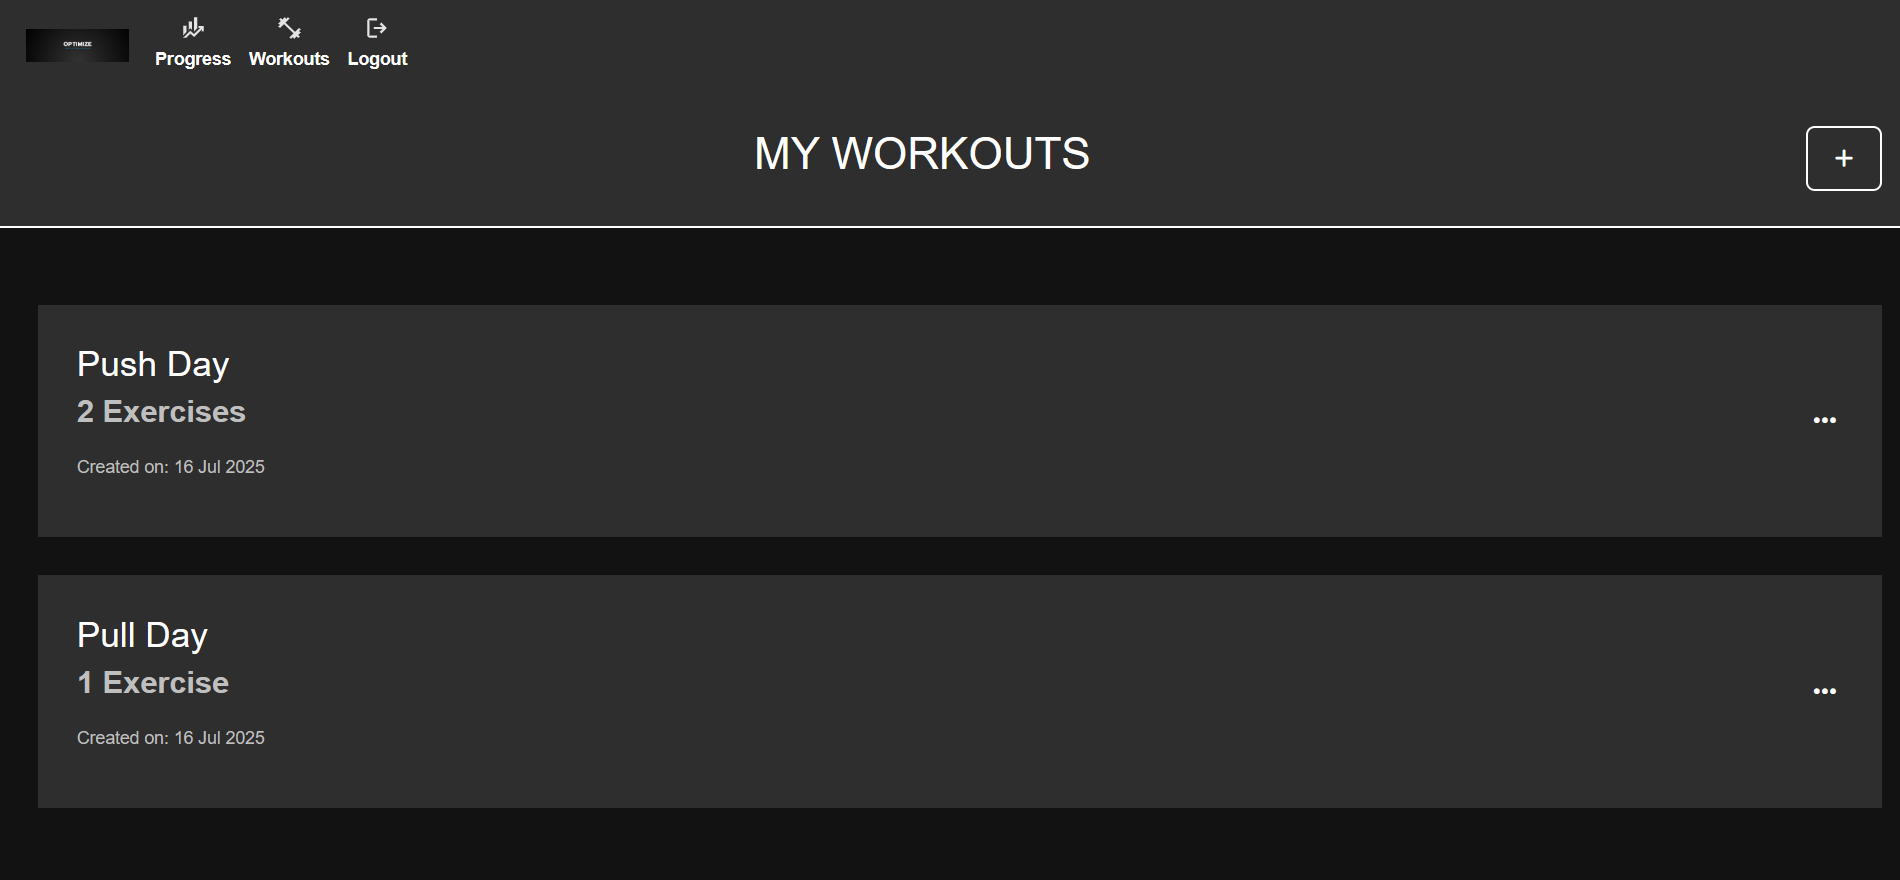 OPTIMIZE
Progress
Workouts
Logout
MY WORKOUTS
+
Push Day
2 Exercises
Created on: 16 Jul 2025
Pull Day
1 Exercise
Created on: 16 Jul 2025